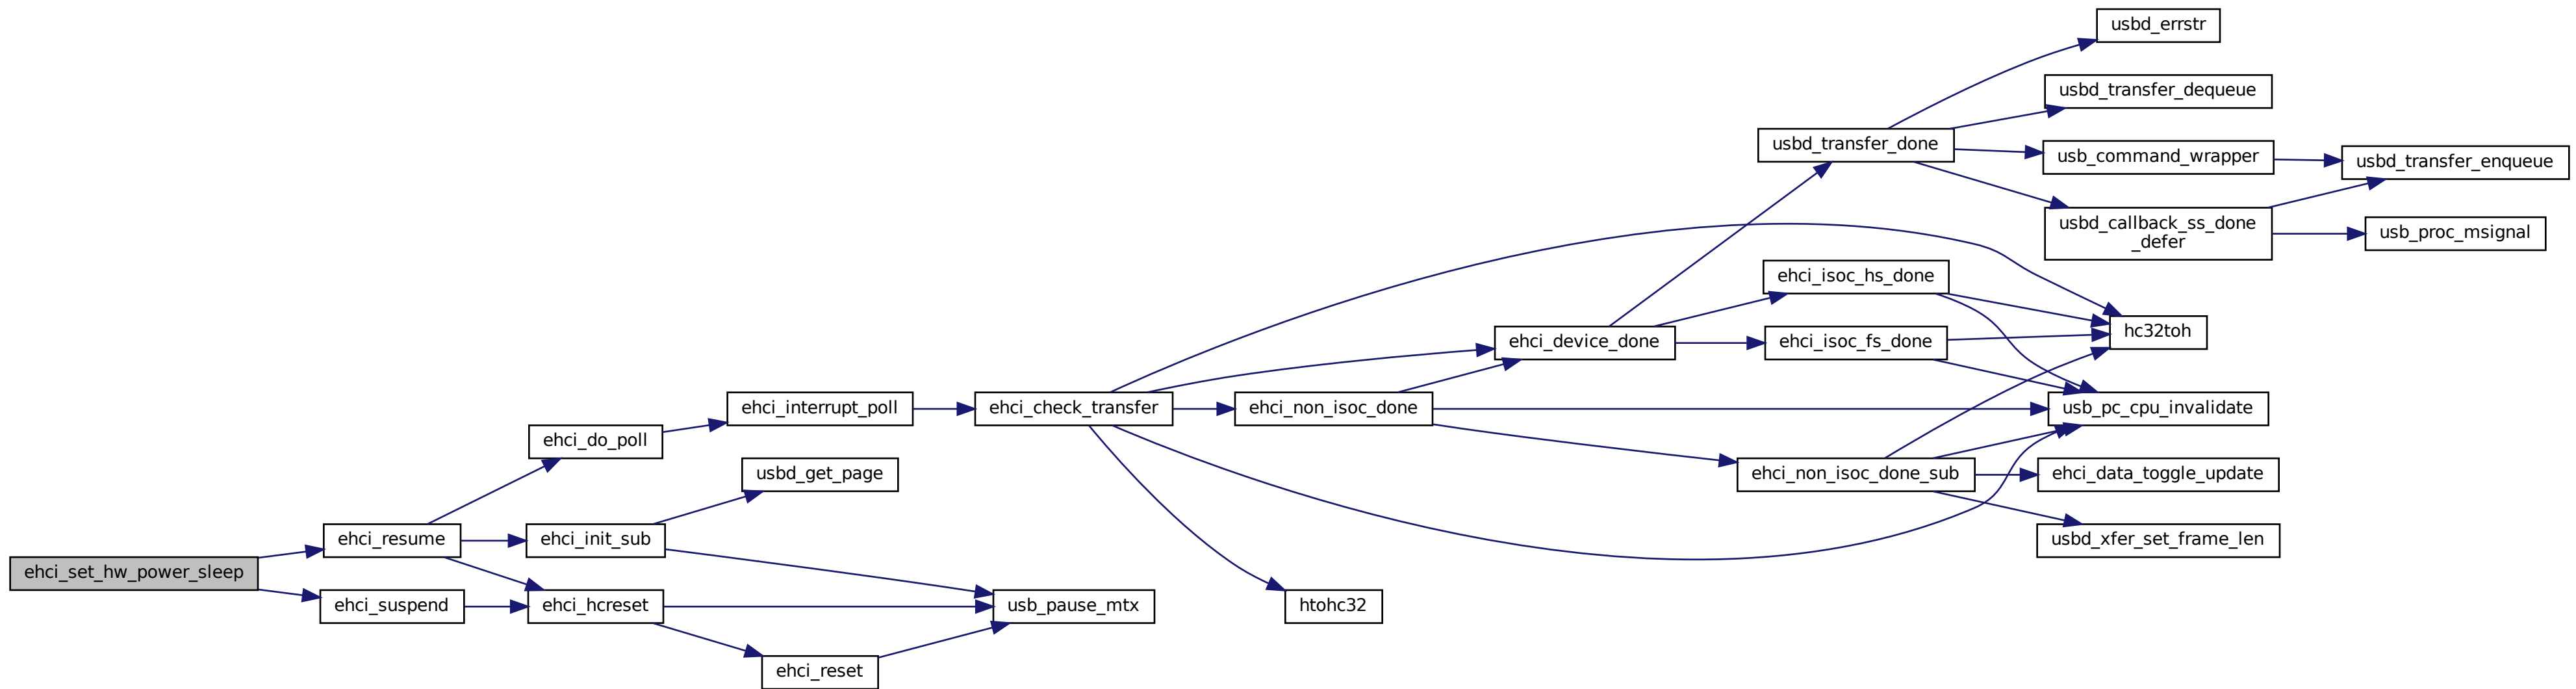 usbd_errstr
usbd_transfer_dequeue
usbd_transfer_done
usb_command_wrapper
usbd_transfer_enqueue
usbd_callback_ss_done
_defer
usb_proc_msignal
ehci_isoc_hs_done
hc32toh
ehci_device_done
ehci_isoc_fs_done
ehci_interrupt_poll
ehci_check_transfer
ehci_non_isoc_done
usb_pc_cpu_invalidate
ehci_do_poll
usbd_get_page
ehci_non_isoc_done_sub
ehci_data_toggle_update
ehci_resume
ehci_init_sub
usbd_xfer_set_frame_len
ehci_set_hw_power_sleep
ehci_suspend
ehci_hcreset
usb_pause_mtx
htohc32
ehci_reset